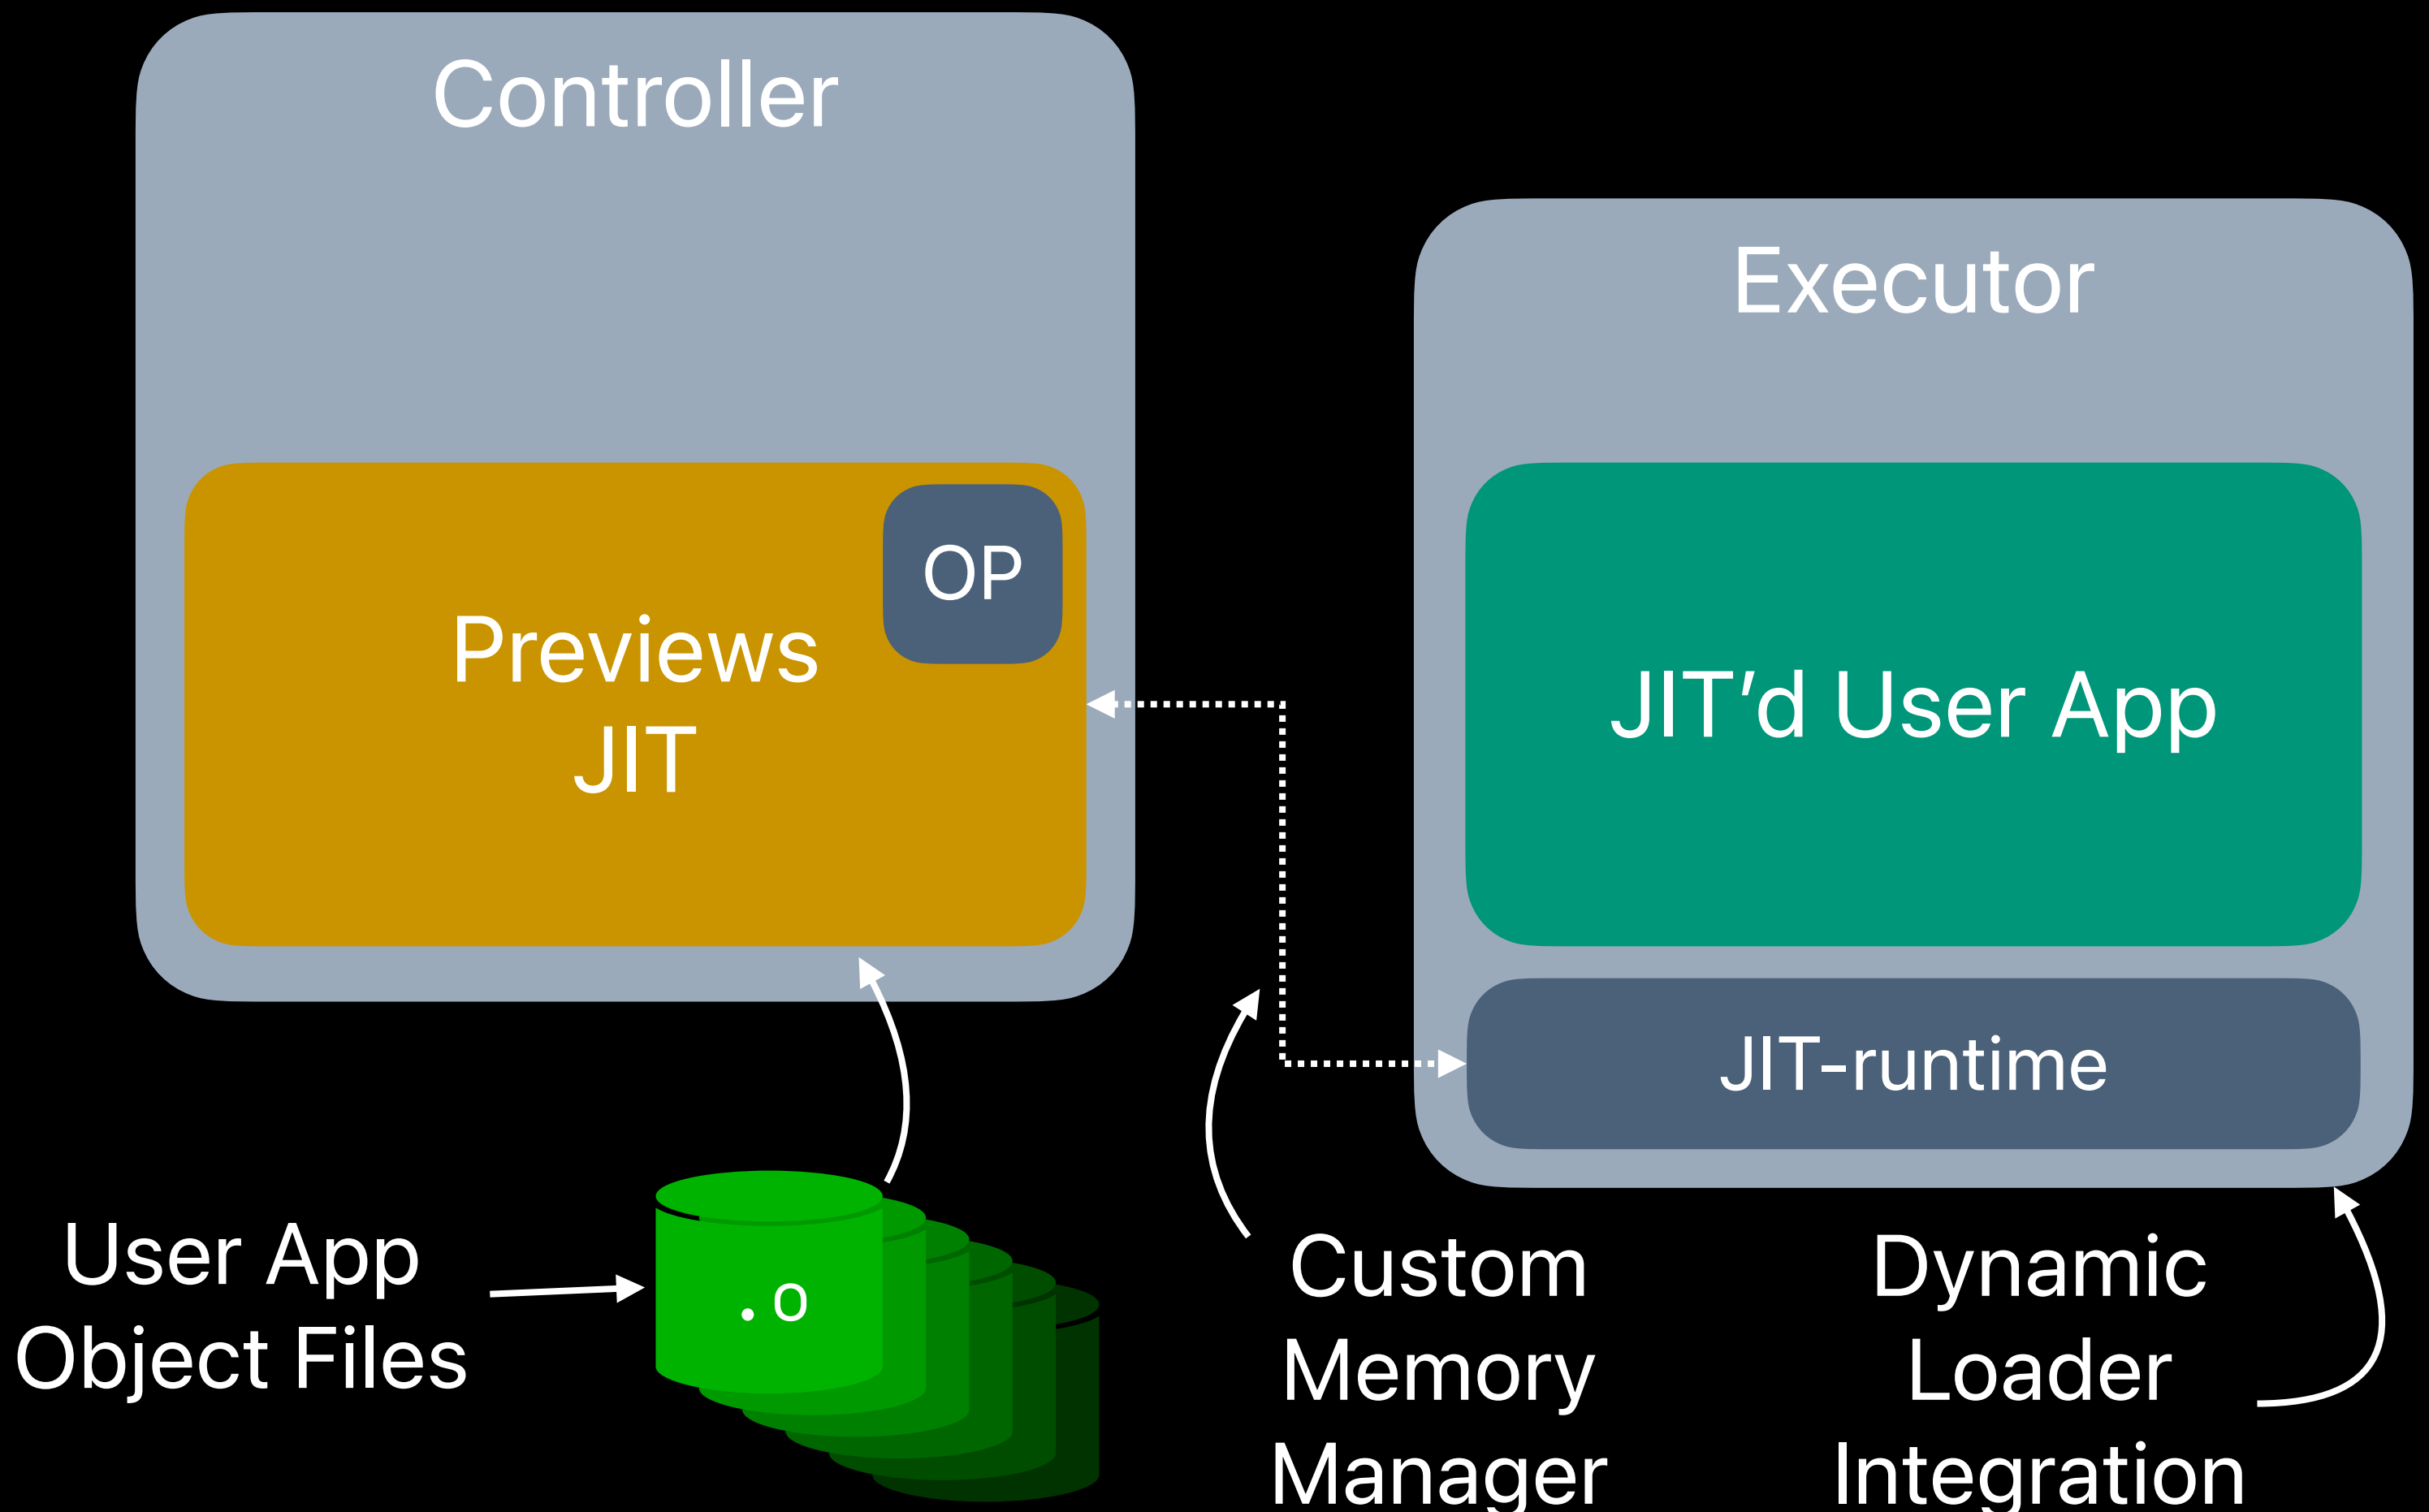 Controller
OP
Previews
JIT
Executor
JIT’d User App
JIT-runtime
User App
Object Files
.o
Custom
Memory
Manager
Dynamic
Loader
Integration